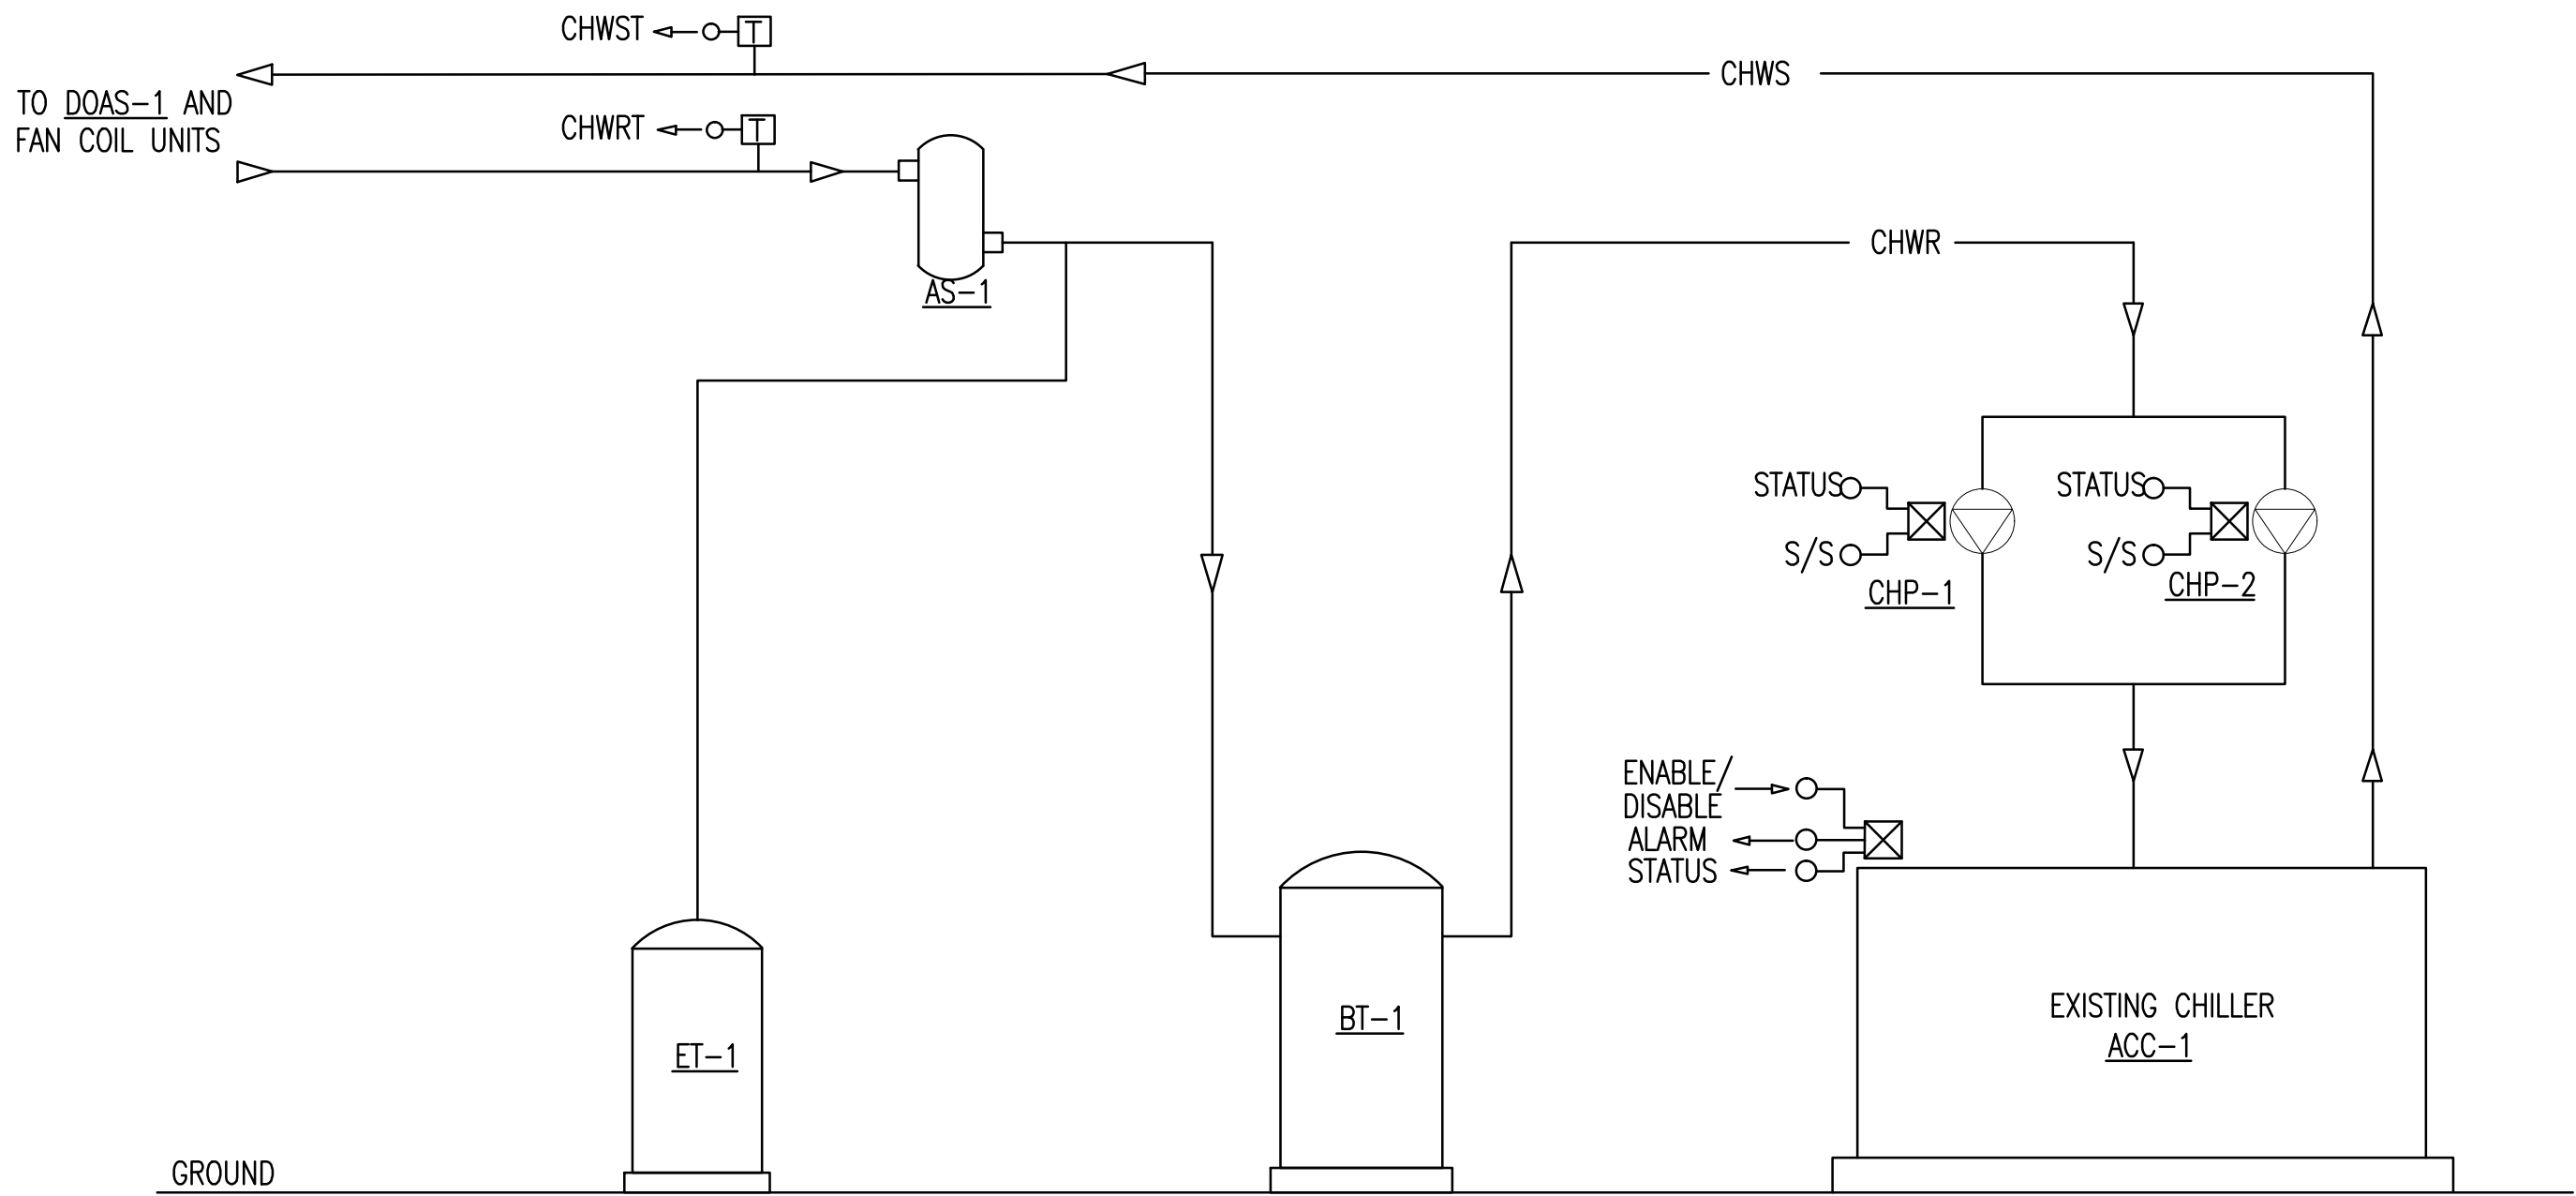 CHWST
T
CHWS
TO DOAS-1 AND
FAN COIL UNITS
CHWRT
T
CHWR
AS-1
STATUS
S/S
CHP-1
STATUS
S/S
CHP-2
ENABLE/
DISABLE
ALARM
STATUS
BT-1
ET-1
EXISTING CHILLER
ACC-1
GROUND